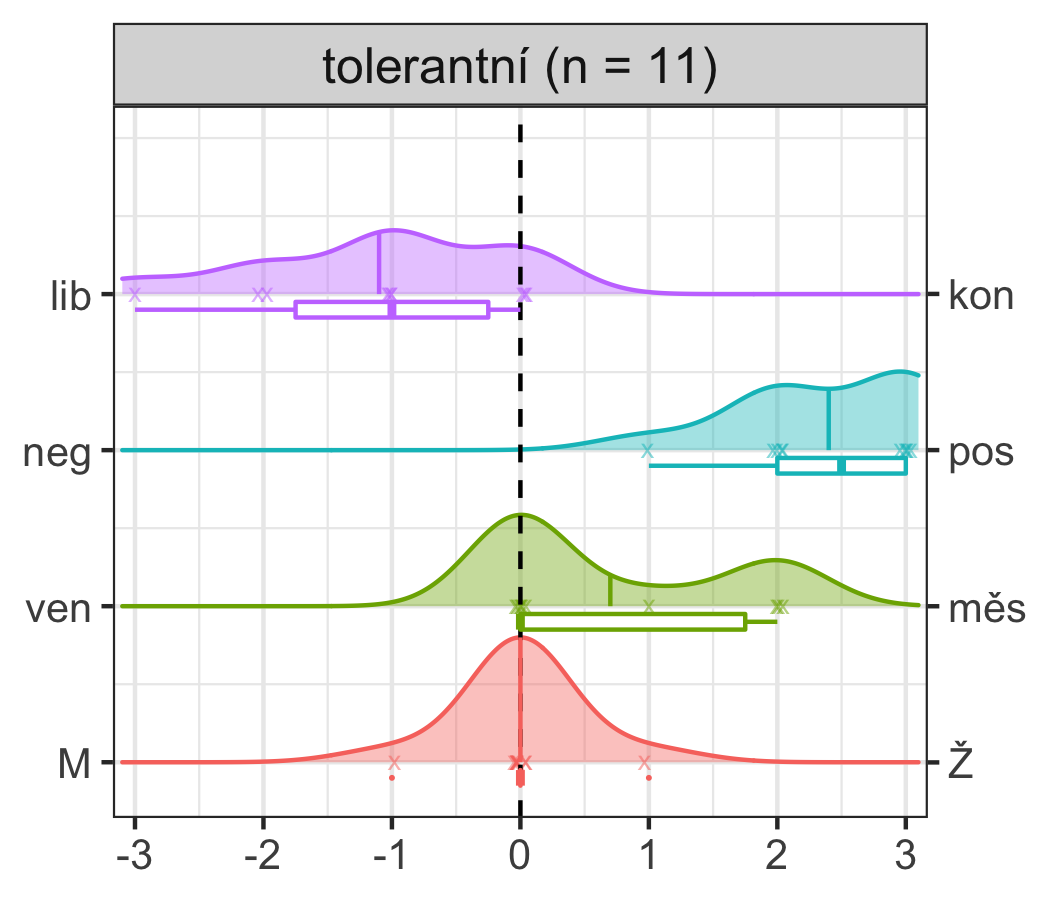 tolerantní (n = 11)
lib kon
neg pos
ven měs
M Ž
-3 -2 -1 0 1 2 3